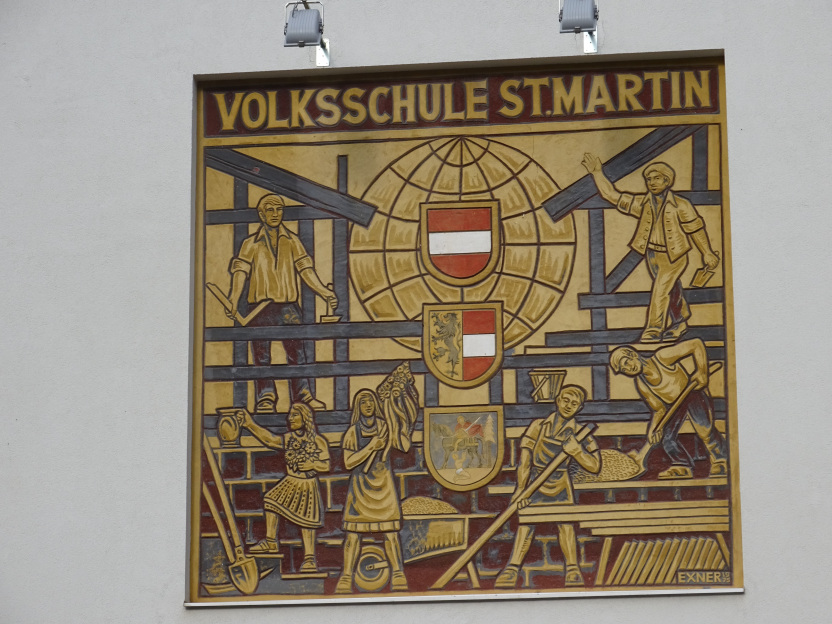 VOLKSSCHULE ST.MARTIN
EXNER